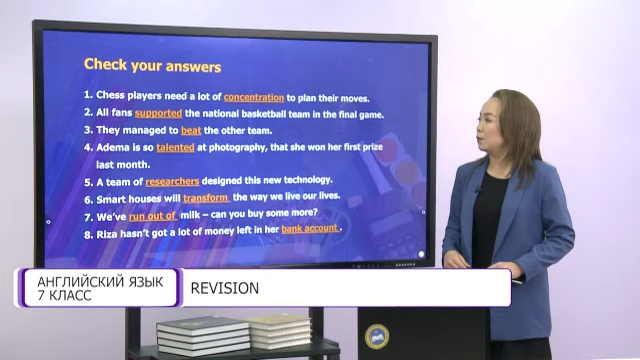 Check your answers
1. Chess players need a lot of concentration to plan their moves.
2. All fans supported the national basketball team in the final game.
3. They managed to beat the other team.
4. Adema is so talented at photography, that she won her first prize
last month.
5. A team of researchers designed this new technology.
6. Smart houses will transform the way we live our lives.
7. We've run out of milk – can you buy some more?
8. Riza hasn't got a lot of money left in her bank account .
АНГЛИЙСКИЙ ЯЗЫК
7 КЛАСС
REVISION